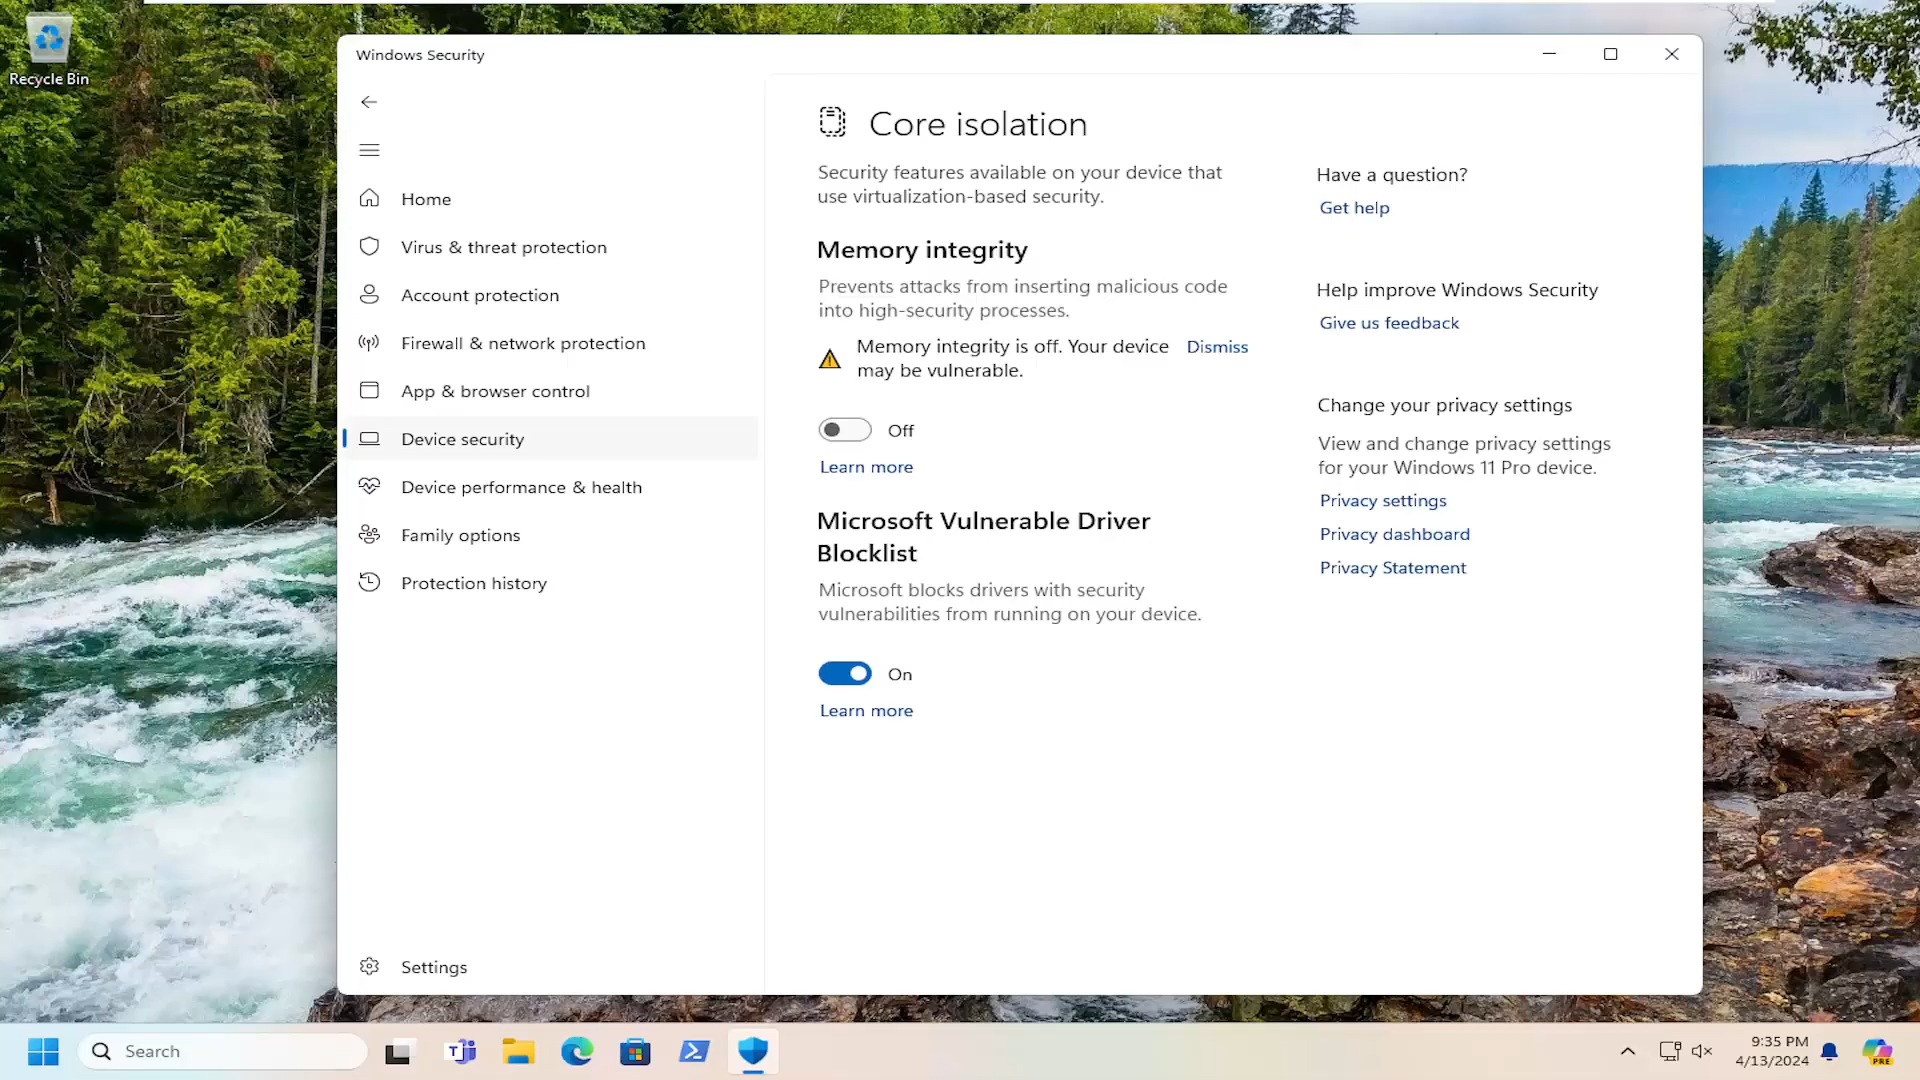 Recycle Bin
Windows Security
Home
Virus & threat protection
Account protection
Firewall & network protection
App & browser control
Device security
Device performance & health
Family options
Protection history
Settings
Core isolation
Security features available on your device that
use virtualization-based security.
Memory integrity
Prevents attacks from inserting malicious code
into high-security processes.
Memory integrity is off. Your device Dismiss
may be vulnerable.
Off
Learn more
Microsoft Vulnerable Driver
Blocklist
Microsoft blocks drivers with security
vulnerabilities from running on your device.
On
Learn more
Have a question?
Get help
Help improve Windows Security
Give us feedback
Change your privacy settings
View and change privacy settings
for your Windows 11 Pro device.
Privacy settings
Privacy dashboard
Privacy Statement
Search
9:35 PM
4/13/2024
PRE